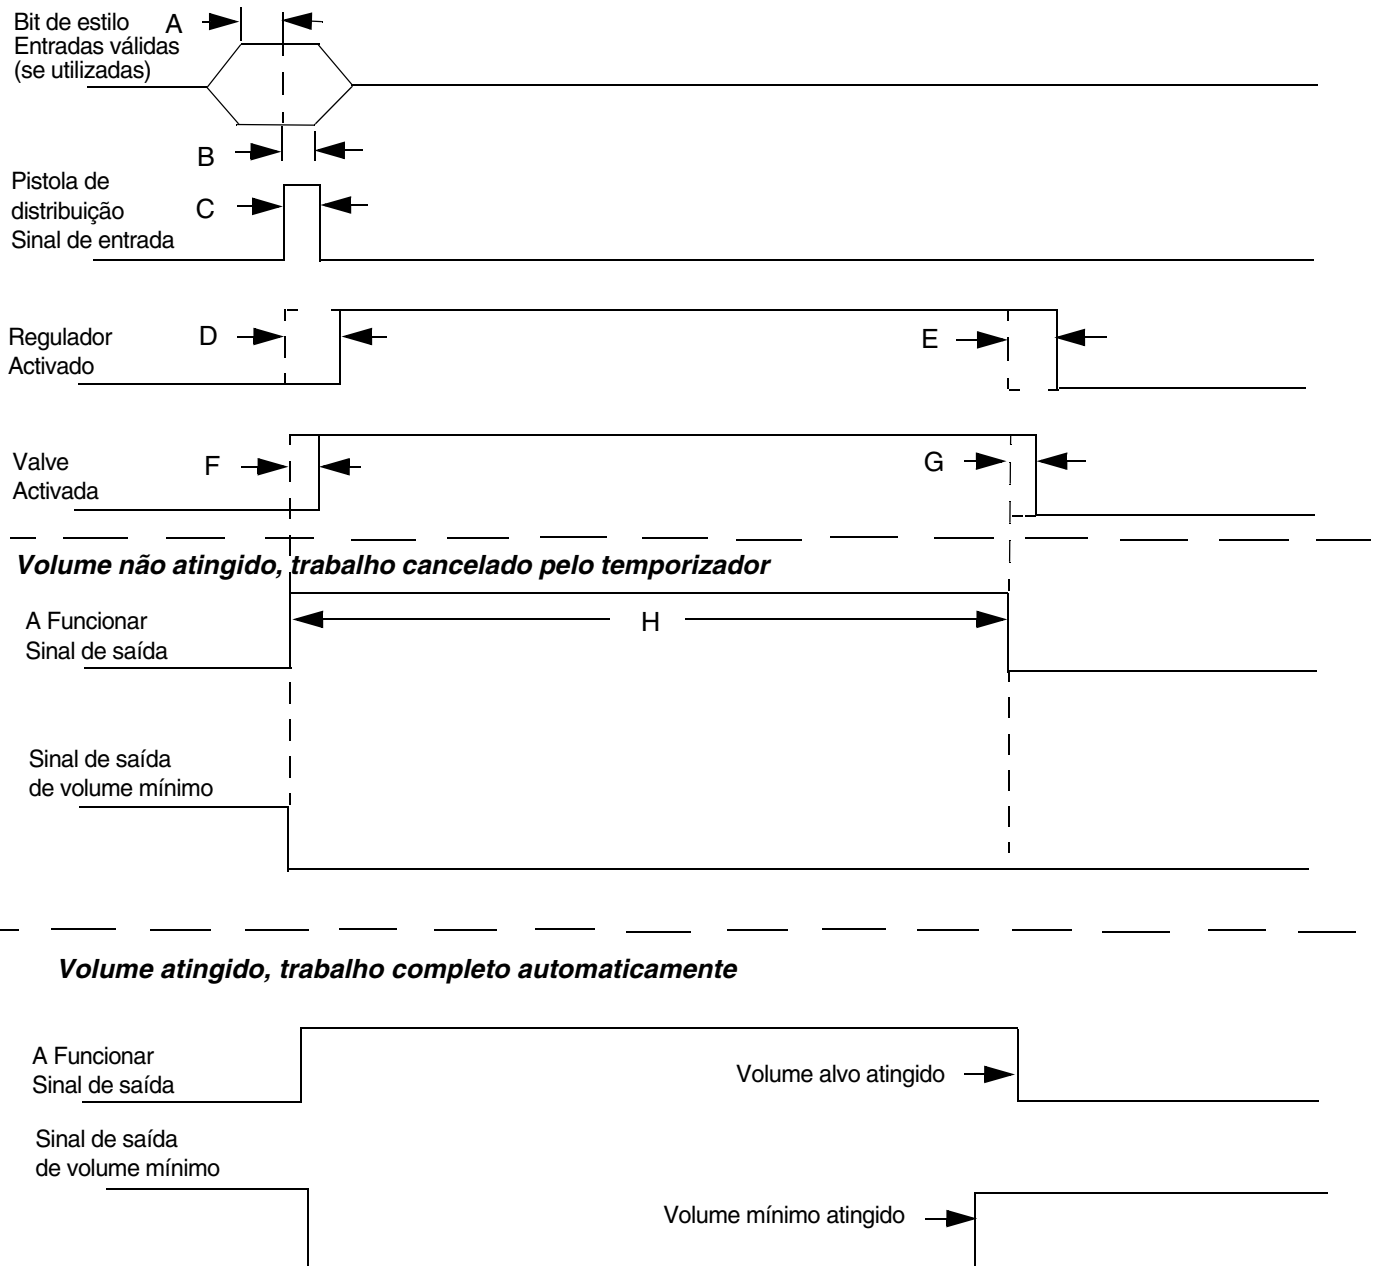 Bit de estilo
A
Entradas válidas
(se utilizadas)
B
Pistola de
distribuição
C
Sinal de entrada
Regulador
Activado
D
E
Valve
Activada
F
G
Volume não atingido, trabalho cancelado pelo temporizador
A Funcionar
Sinal de saída
H
Sinal de saída
de volume mínimo
Volume atingido, trabalho completo automaticamente
A Funcionar
Sinal de saída
Volume alvo atingido
Sinal de saída
de volume mínimo
Volume mínimo atingido